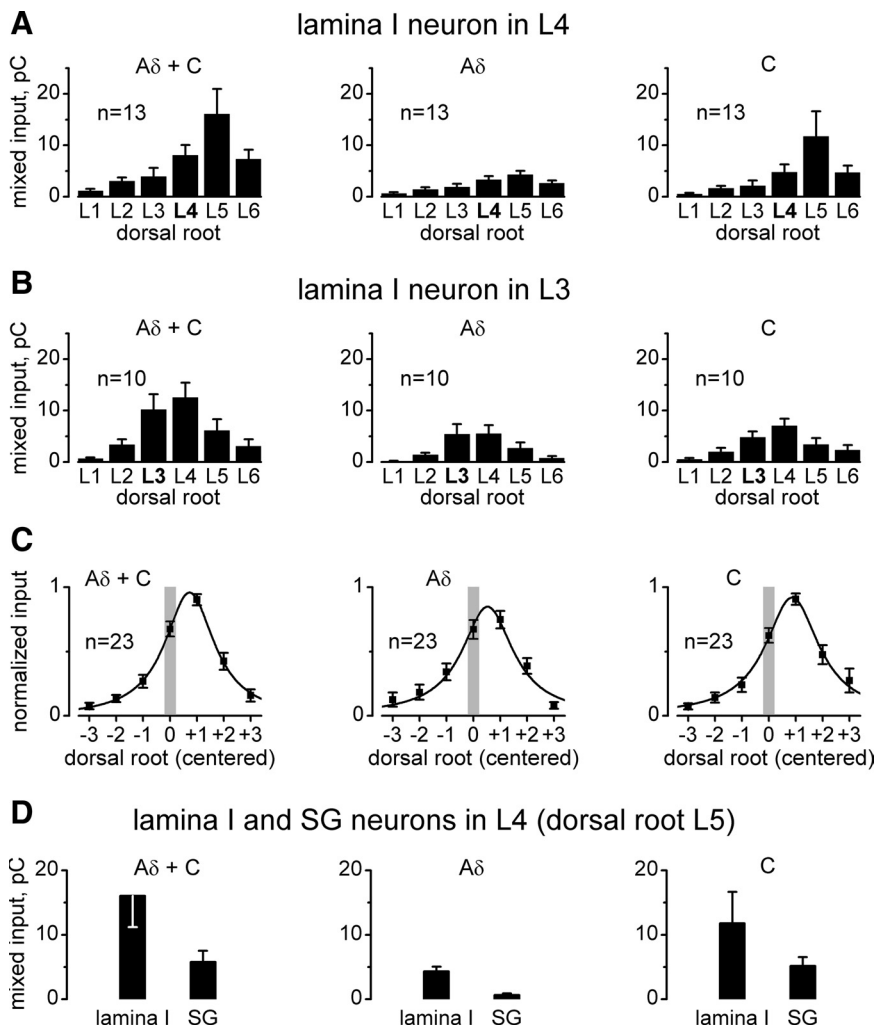 A lamina I neuron in L4
Aδ + C Aδ C
mixed input, pC
20 20 20
n=13 n=13 n=13
10 10 10
0 0 0
L1 L2 L3 L4 L5 L6 L1 L2 L3 L4 L5 L6 L1 L2 L3 L4 L5 L6
dorsal root dorsal root dorsal root
B lamina I neuron in L3
Aδ + C Aδ C
mixed input, pC
20 20 20
n=10 n=10 n=10
10 10 10
0 0 0
L1 L2 L3 L4 L5 L6 L1 L2 L3 L4 L5 L6 L1 L2 L3 L4 L5 L6
dorsal root dorsal root dorsal root
C
Aδ + C Aδ C
normalized input
1 1 1
n=23 n=23 n=23
0 0 0
-3 -2 -1 0 +1 +2 +3 -3 -2 -1 0 +1 +2 +3 -3 -2 -1 0 +1 +2 +3
dorsal root (centered) dorsal root (centered) dorsal root (centered)
D lamina I and SG neurons in L4 (dorsal root L5)
Aδ + C Aδ C
mixed input, pC
20 20 20
10 10 10
0 0 0
lamina I SG lamina I SG lamina I SG